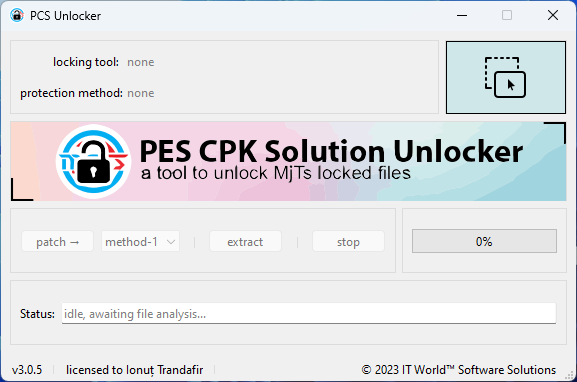 PCS Unlocker
locking tool: none
protection method: none
PES CPK Solution Unlocker
a tool to unlock MjTs locked files
patch → method-1 extract stop 0%
Status: idle, awaiting file analysis...
v3.0.5 licensed to Ionuț Trandafir © 2023 IT World™ Software Solutions